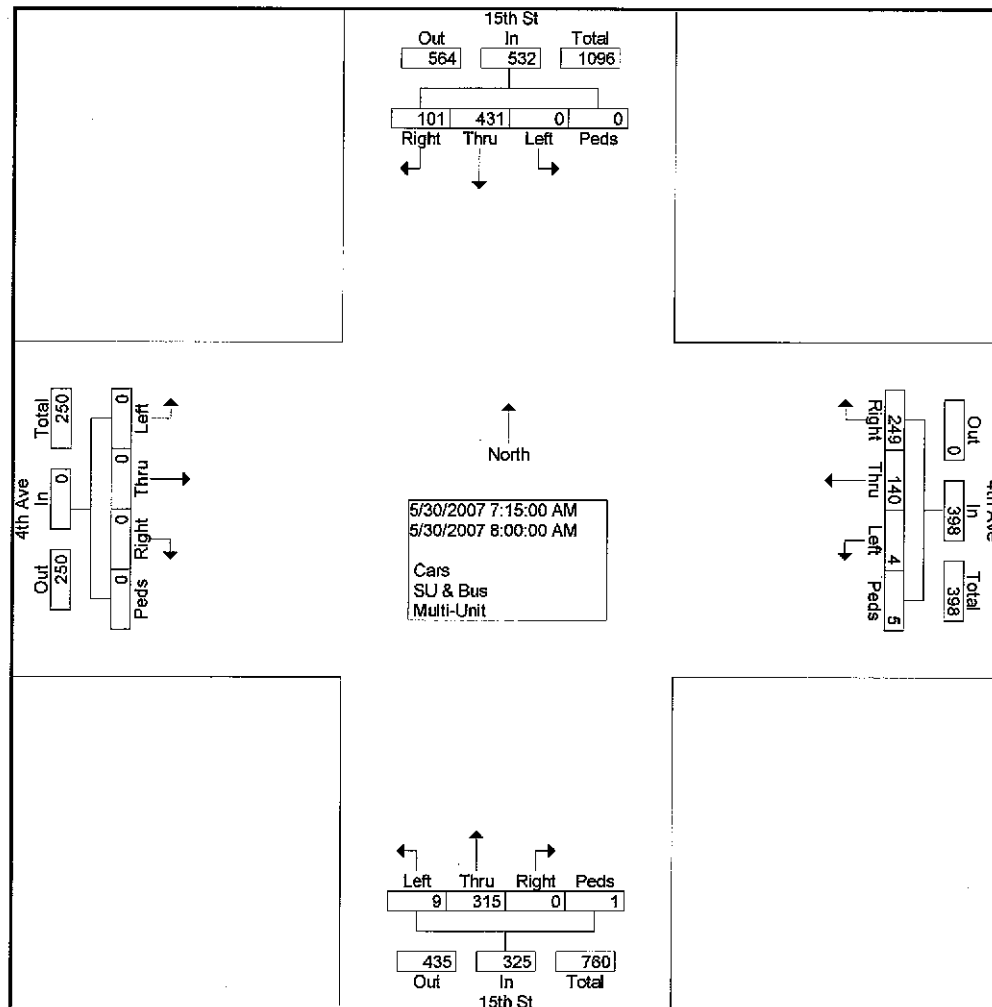 15th St
Out In Total
564 532 1096
101 431 0 0
Right Thru Left Peds
4th Ave
Total In Out
250 0 250
0 0 0 0
Left Thru Right Peds
North
5/30/2007 7:15:00 AM
5/30/2007 8:00:00 AM
Cars
SU & Bus
Multi-Unit
Right Thru Left Peds
249 140 4 5
Out In Total
0 398 398
4th Ave
Left Thru Right Peds
9 315 0 1
435 325 760
Out In Total
15th St